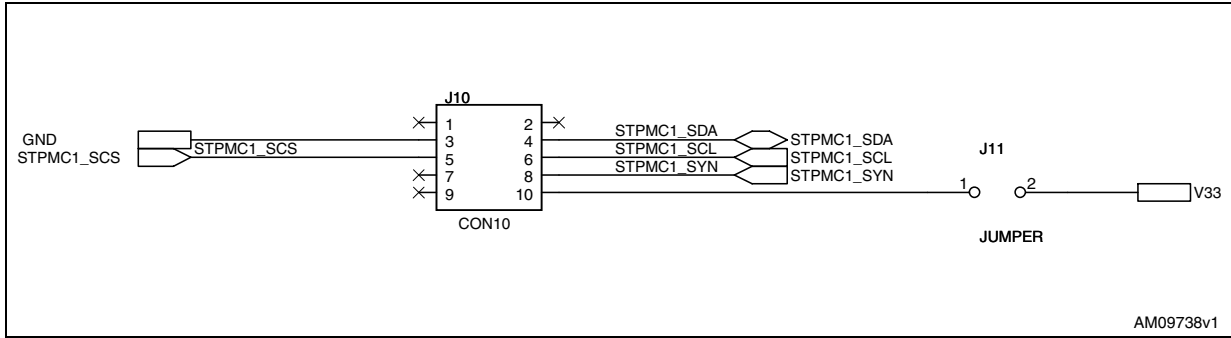 J10
1 2
GND 3 4 STPMC1_SDA STPMC1_SDA
STPMC1_SCS STPMC1_SCS 5 6 STPMC1_SCL STPMC1_SCL
7 8 STPMC1_SYN STPMC1_SYN
9 10
CON10
J11
1 2
V33
JUMPER
AM09738v1